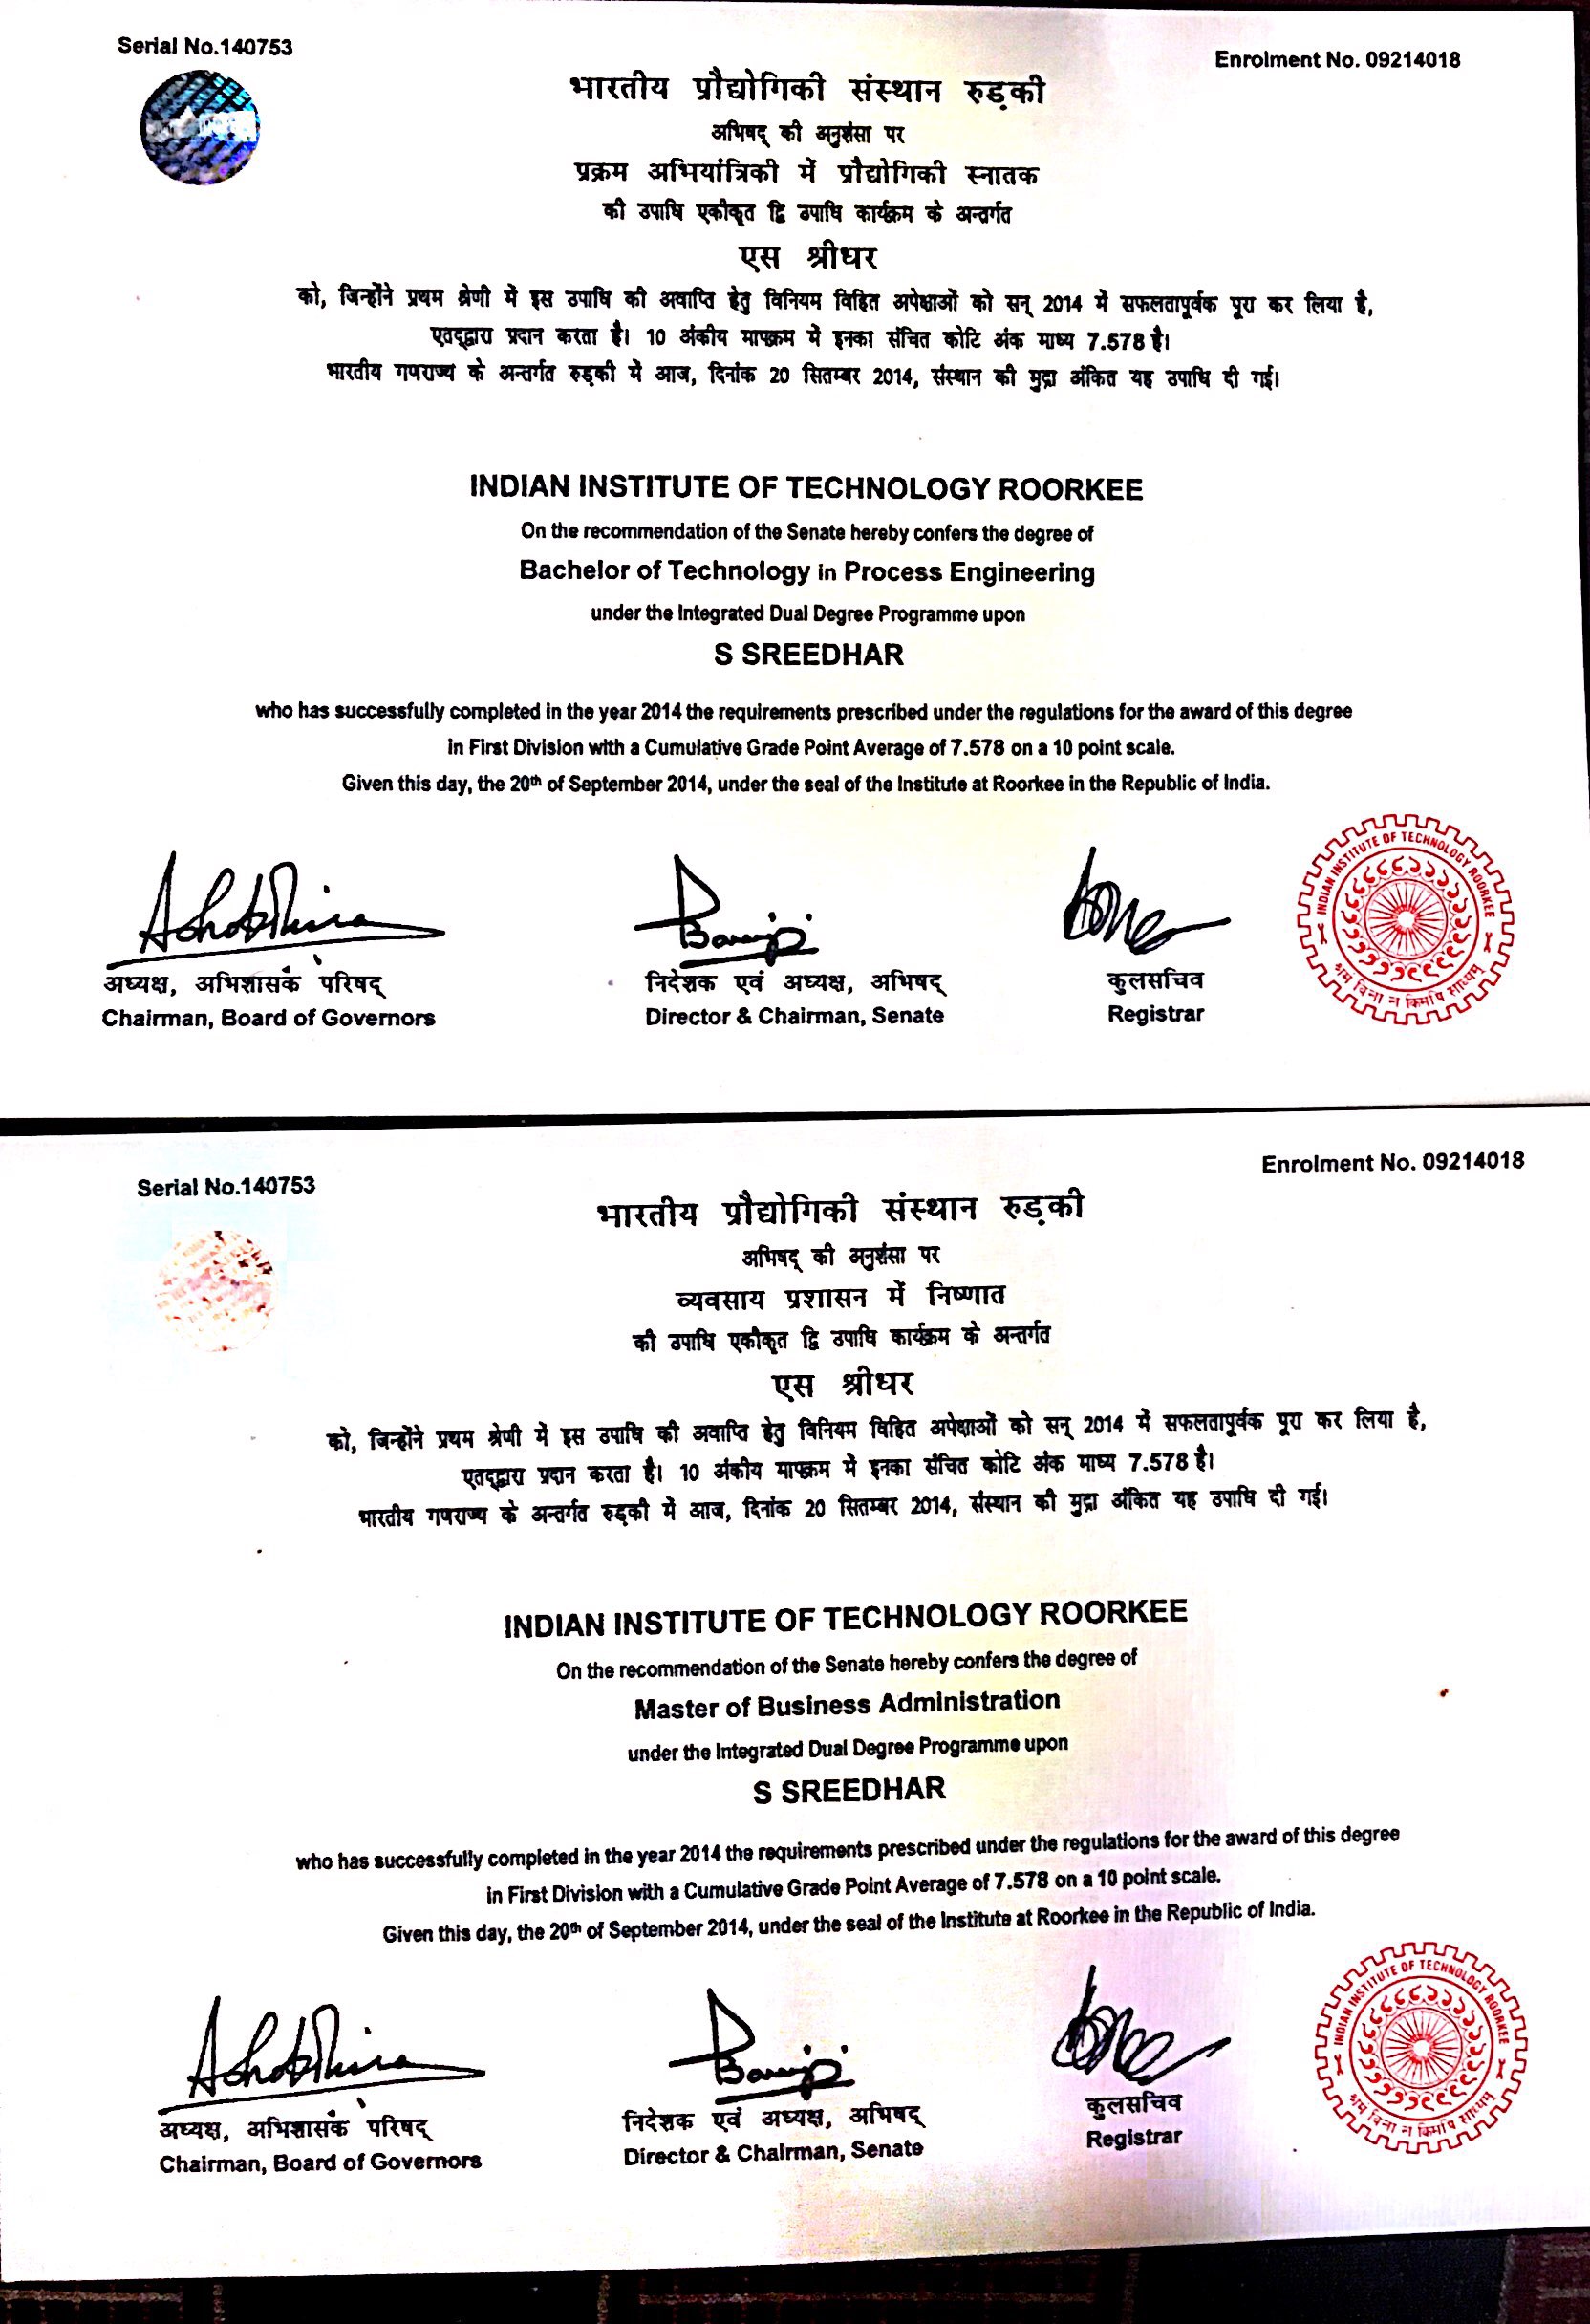 Serial No.140753
Enrolment No. 09214018
भारतीय प्रौद्योगिकी संस्थान रुड़की
अभिषद् की अनुशंसा पर
प्रक्रम अभियांत्रिकी में प्रौद्योगिकी स्नातक
की उपाधि एकीकृत द्वि उपाधि कार्यक्रम के अन्तर्गत
एस श्रीधर
को, जिन्होंने प्रथम श्रेणी में इस उपाधि की अवाप्ति हेतु विनियम विहित अपेक्षाओं को सन् 2014 में सफलतापूर्वक पूरा कर लिया है,
एतद्द्वारा प्रदान करता है। 10 अंकीय मापक्रम में इनका संचित कोटि अंक माध्य 7.578 है।
भारतीय गणराज्य के अन्तर्गत रुड़की में आज, दिनांक 20 सितम्बर 2014, संस्थान की मुद्रा अंकित यह उपाधि दी गई।
INDIAN INSTITUTE OF TECHNOLOGY ROORKEE
On the recommendation of the Senate hereby confers the degree of
Bachelor of Technology in Process Engineering
under the Integrated Dual Degree Programme upon
S SREEDHAR
who has successfully completed in the year 2014 the requirements prescribed under the regulations for the award of this degree
in First Division with a Cumulative Grade Point Average of 7.578 on a 10 point scale.
Given this day, the 20th of September 2014, under the seal of the Institute at Roorkee in the Republic of India.
INDIAN INSTITUTE OF TECHNOLOGY ROORKEE
श्रमं विना न किमपि साध्यम्
अध्यक्ष, अभिशासक परिषद्
Chairman, Board of Governors
निदेशक एवं अध्यक्ष, अभिषद्
Director & Chairman, Senate
कुलसचिव
Registrar
Serial No.140753
Enrolment No. 09214018
भारतीय प्रौद्योगिकी संस्थान रुड़की
अभिषद् की अनुशंसा पर
व्यवसाय प्रशासन में निष्णात
की उपाधि एकीकृत द्वि उपाधि कार्यक्रम के अन्तर्गत
एस श्रीधर
को, जिन्होंने प्रथम श्रेणी में इस उपाधि की अवाप्ति हेतु विनियम विहित अपेक्षाओं को सन् 2014 में सफलतापूर्वक पूरा कर लिया है,
एतद्द्वारा प्रदान करता है। 10 अंकीय मापक्रम में इनका संचित कोटि अंक माध्य 7.578 है।
भारतीय गणराज्य के अन्तर्गत रुड़की में आज, दिनांक 20 सितम्बर 2014, संस्थान की मुद्रा अंकित यह उपाधि दी गई।
INDIAN INSTITUTE OF TECHNOLOGY ROORKEE
On the recommendation of the Senate hereby confers the degree of
Master of Business Administration
under the Integrated Dual Degree Programme upon
S SREEDHAR
who has successfully completed in the year 2014 the requirements prescribed under the regulations for the award of this degree
in First Division with a Cumulative Grade Point Average of 7.578 on a 10 point scale.
Given this day, the 20th of September 2014, under the seal of the Institute at Roorkee in the Republic of India.
INDIAN INSTITUTE OF TECHNOLOGY ROORKEE
श्रमं विना न किमपि साध्यम्
अध्यक्ष, अभिशासक परिषद्
Chairman, Board of Governors
निदेशक एवं अध्यक्ष, अभिषद्
Director & Chairman, Senate
कुलसचिव
Registrar